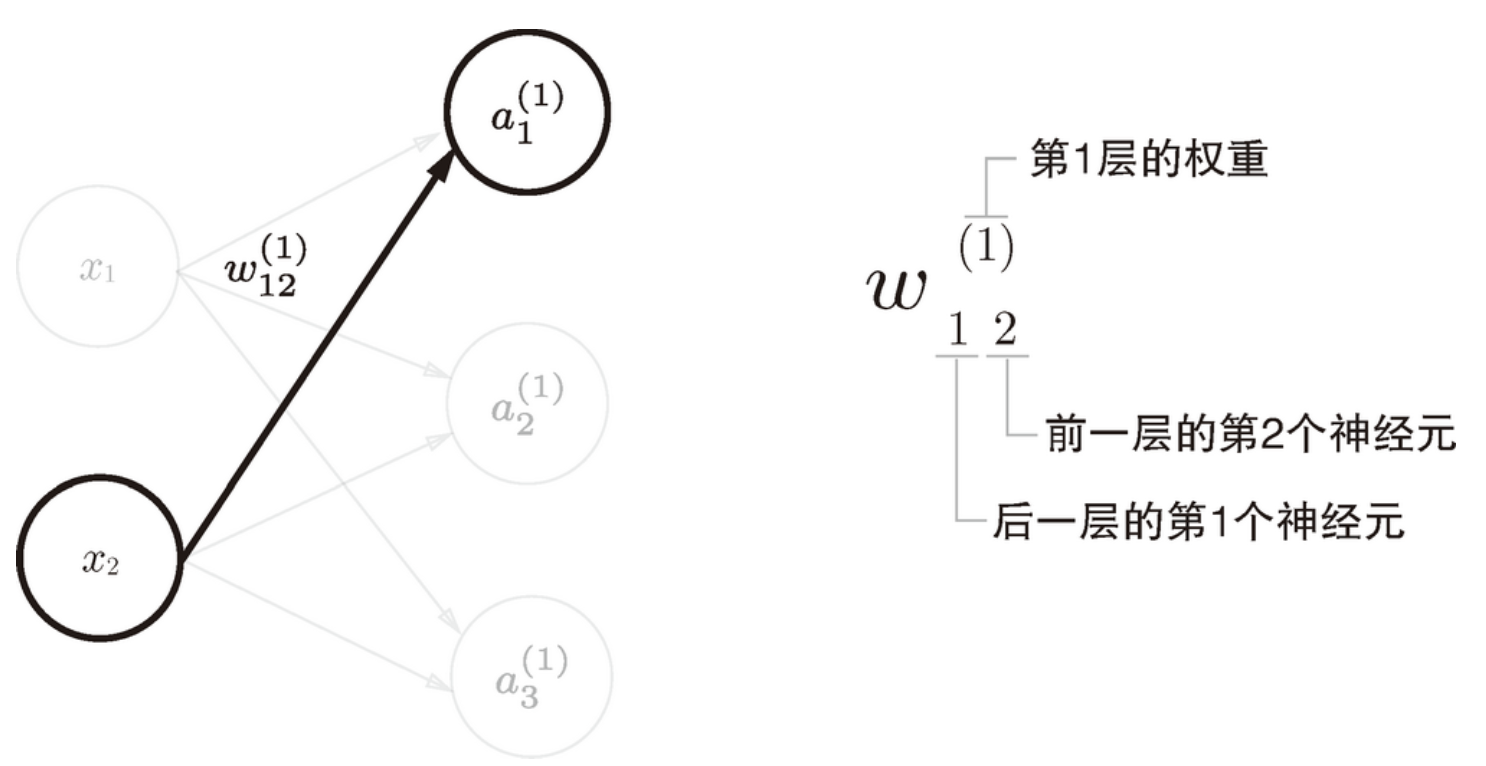 a_1^{(1)}
第1层的权重
x_1
w_{12}^{(1)}
w_{1 2}^{(1)}
a_2^{(1)}
前一层的第2个神经元
后一层的第1个神经元
x_2
a_3^{(1)}